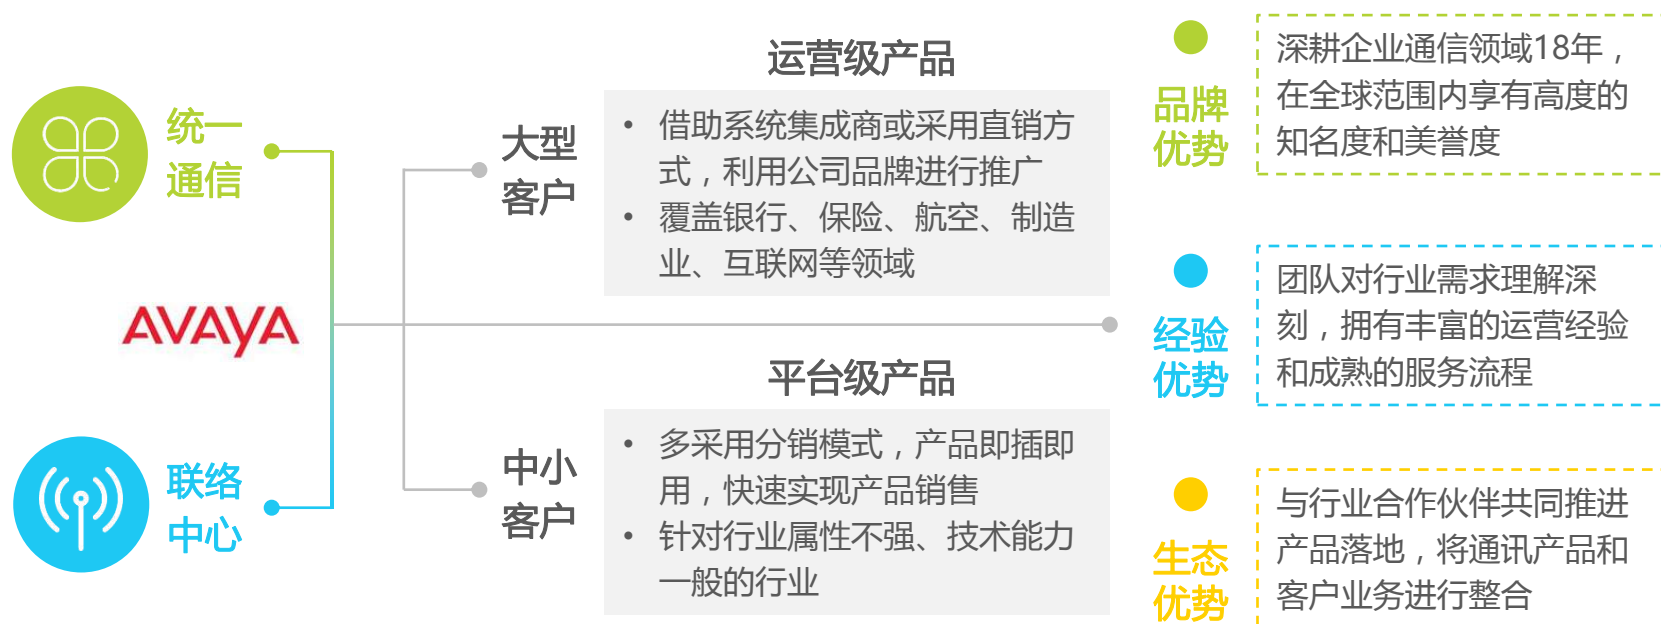 统一
通信
AVAYA
联络
中心
大型
客户
运营级产品
• 借助系统集成商或采用直销方
式，利用公司品牌进行推广
• 覆盖银行、保险、航空、制造
业、互联网等领域
中小
客户
平台级产品
• 多采用分销模式，产品即插即
用，快速实现产品销售
• 针对行业属性不强、技术能力
一般的行业
品牌
优势
深耕企业通信领域18年，
在全球范围内享有高度的
知名度和美誉度
经验
优势
团队对行业需求理解深
刻，拥有丰富的运营经验
和成熟的服务流程
生态
优势
与行业合作伙伴共同推进
产品落地，将通讯产品和
客户业务进行整合